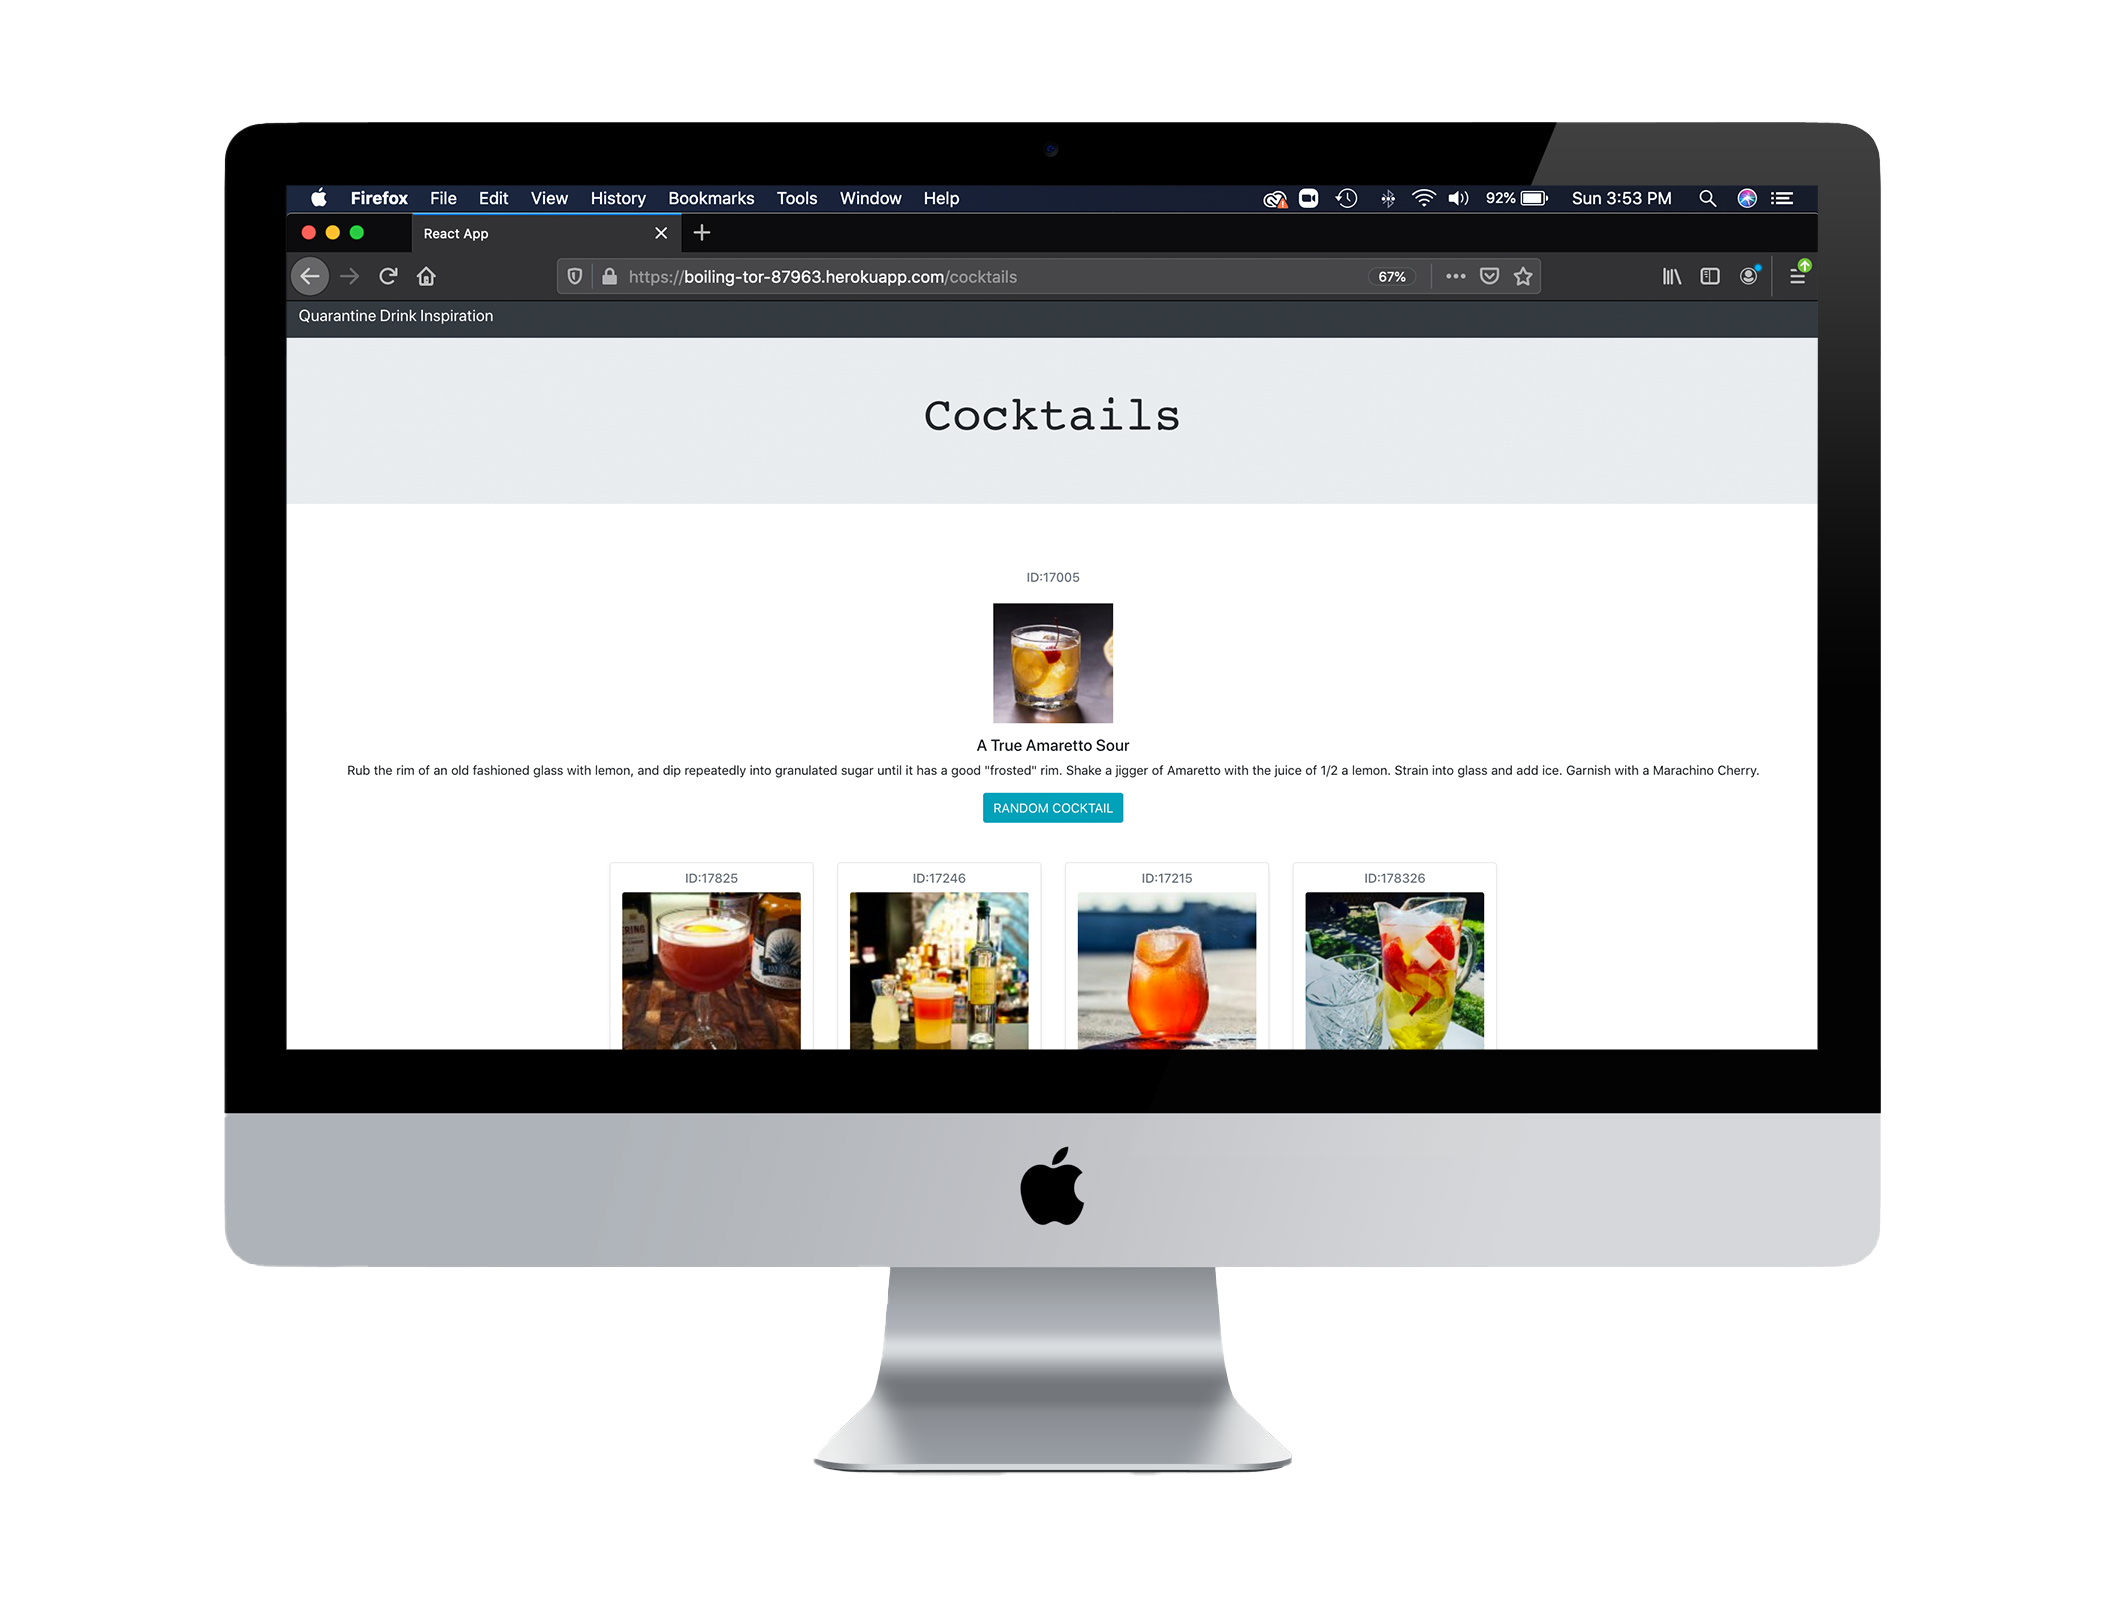 Firefox File Edit View History Bookmarks Tools Window Help 92% Sun 3:53 PM
React App
https://boiling-tor-87963.herokuapp.com/cocktails 67%
Quarantine Drink Inspiration
Cocktails
ID:17005
A True Amaretto Sour
Rub the rim of an old fashioned glass with lemon, and dip repeatedly into granulated sugar until it has a good "frosted" rim. Shake a jigger of Amaretto with the juice of 1/2 a lemon. Strain into glass and add ice. Garnish with a Marachino Cherry.
RANDOM COCKTAIL
ID:17825 ID:17246 ID:17215 ID:178326